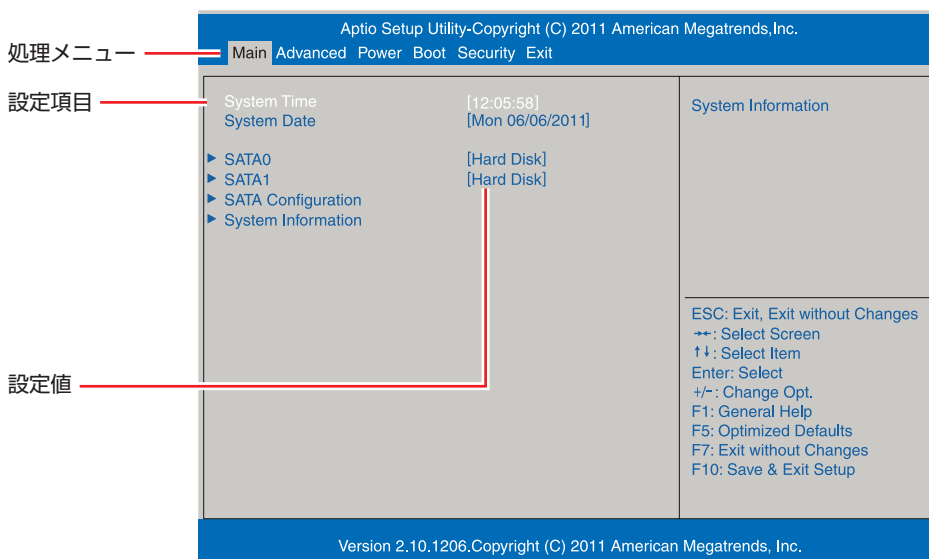 Aptio Setup Utility-Copyright (C) 2011 American Megatrends,Inc.
処理メニュー
Main Advanced Power Boot Security Exit
設定項目
System Time [12:05:58]
System Date [Mon 06/06/2011]
► SATA0 [Hard Disk]
► SATA1 [Hard Disk]
► SATA Configuration
► System Information
設定値
System Information
ESC: Exit, Exit without Changes
→←: Select Screen
↑↓: Select Item
Enter: Select
+/-: Change Opt.
F1: General Help
F5: Optimized Defaults
F7: Exit without Changes
F10: Save & Exit Setup
Version 2.10.1206.Copyright (C) 2011 American Megatrends, Inc.